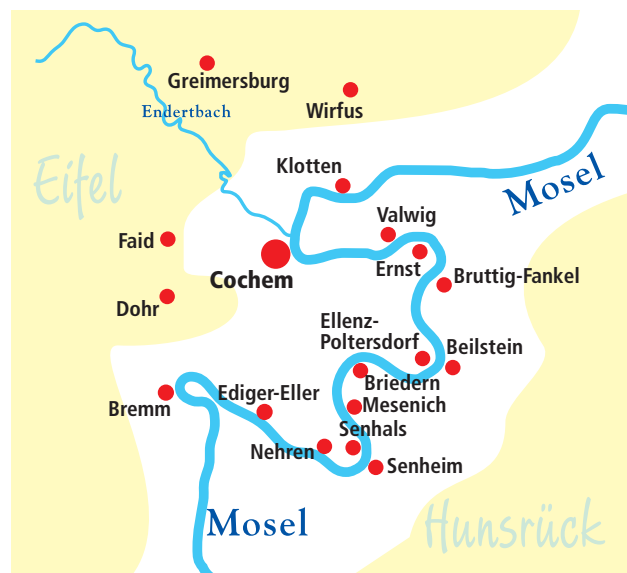 Greimersburg
Endertbach
Wirfus
Klotten
Eifel
Mosel
Valwig
Faid
Ernst
Cochem
Bruttig-Fankel
Dohr
Ellenz-
Poltersdorf
Beilstein
Briedern
Ediger-Eller
Mesenich
Bremm
Senhals
Nehren
Senheim
Mosel
Hunsrück